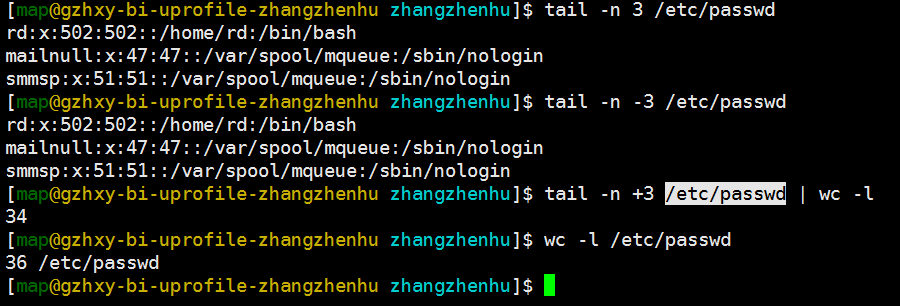 [map@gzhxy-bi-uprofile-zhangzhenhu zhangzhenhu]$ tail -n 3 /etc/passwd
rd:x:502:502::/home/rd:/bin/bash
mailnull:x:47:47::/var/spool/mqueue:/sbin/nologin
smmsp:x:51:51::/var/spool/mqueue:/sbin/nologin
[map@gzhxy-bi-uprofile-zhangzhenhu zhangzhenhu]$ tail -n -3 /etc/passwd
rd:x:502:502::/home/rd:/bin/bash
mailnull:x:47:47::/var/spool/mqueue:/sbin/nologin
smmsp:x:51:51::/var/spool/mqueue:/sbin/nologin
[map@gzhxy-bi-uprofile-zhangzhenhu zhangzhenhu]$ tail -n +3 /etc/passwd | wc -l
34
[map@gzhxy-bi-uprofile-zhangzhenhu zhangzhenhu]$ wc -l /etc/passwd
36 /etc/passwd
[map@gzhxy-bi-uprofile-zhangzhenhu zhangzhenhu]$